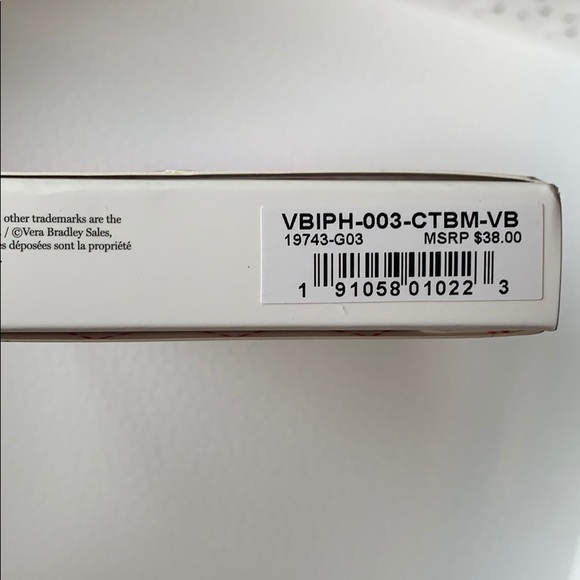 other trademarks are the
/ ©Vera Bradley Sales,
déposées sont la propriété
VBIPH-003-CTBM-VB
19743-G03 MSRP $38.00
1 91058 01022 3